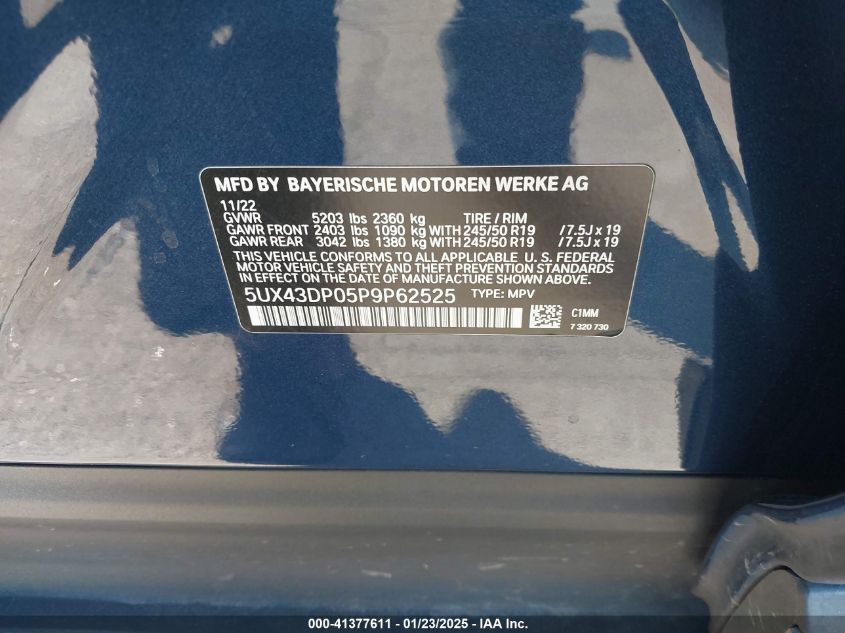 MFD BY BAYERISCHE MOTOREN WERKE AG
11/22
GVWR 5203 lbs 2360 kg TIRE / RIM
GAWR FRONT 2403 lbs 1090 kg WITH 245/50 R19 / 7.5J x 19
GAWR REAR 3042 lbs 1380 kg WITH 245/50 R19 / 7.5J x 19
THIS VEHICLE CONFORMS TO ALL APPLICABLE U. S. FEDERAL
MOTOR VEHICLE SAFETY AND THEFT PREVENTION STANDARDS
IN EFFECT ON THE DATE OF MANUFACTURE SHOWN ABOVE.
5UX43DP05P9P62525 TYPE: MPV
C1MM
7 320 730
000-41377611 - 01/23/2025 - IAA Inc.